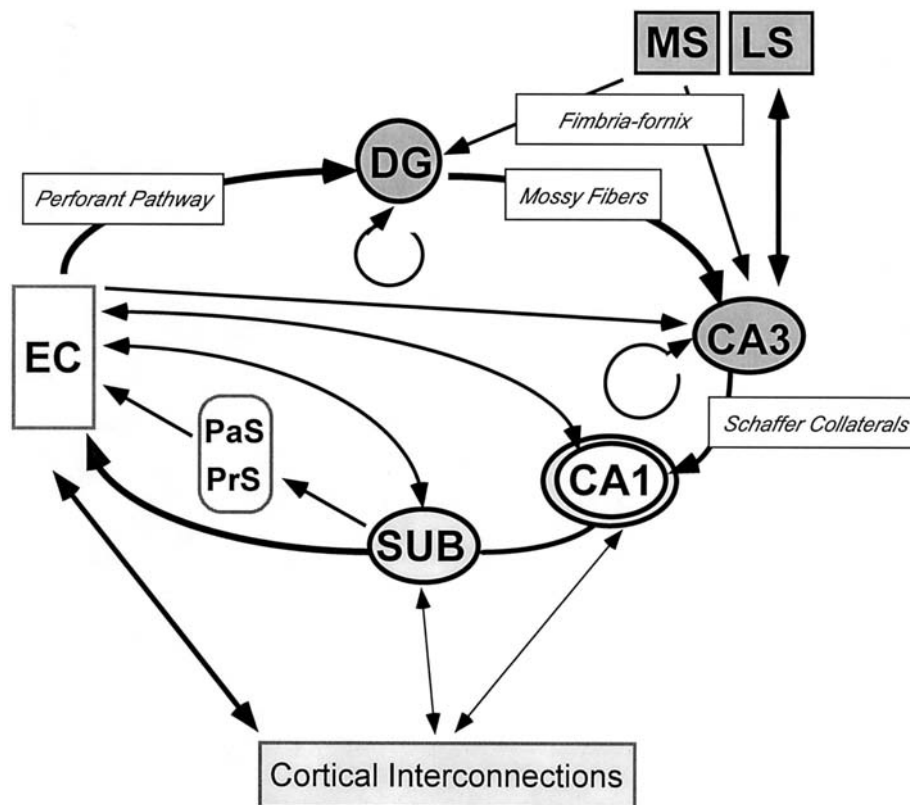 MS LS
Fimbria-fornix
DG
Perforant Pathway
Mossy Fibers
EC
CA3
PaS
PrS
Schaffer Collaterals
CA1
SUB
Cortical Interconnections